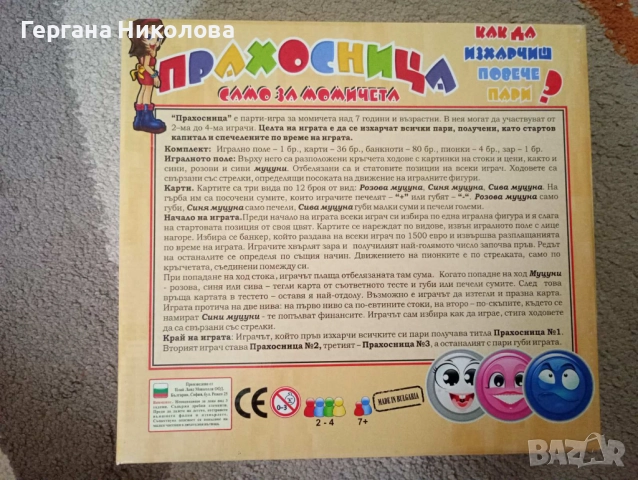 Гергана Николова
ПРАХОСНИЦА
САМО ЗА МОМИЧЕТА
КАК ДА
ИЗХАРЧИШ
ПОВЕЧЕ
ПАРИ ?
"Прахосница" е парти-игра за момичета над 7 години и възрастни. В нея могат да участвуват от
2-ма до 4-ма играчи. Целта на играта е да се изхарчат всички пари, получени, като стартов
капитал и спечелените по време на играта.
Комплект: Игрално поле - 1 бр., карти - 36 бр., банкноти - 80 бр., пионки - 4 бр., зар - 1 бр.
Игралното поле: Върху него са разположени кръгчета ходове с картинки на стоки и цени, както и
сини, розови и сиви муцуни. Отбелязани са и стартовите позиции на всеки играч. Ходовете са
свързани със стрелки, определящи посоката на движение на игралните фигури.
Карти. Картите са три вида по 12 броя от вид: Розова муцуна, Синя муцуна, Сива муцуна. На
гърба им са посочени сумите, които играчите печелят - "+" или губят - "-". Розова муцуна само
губи, Синя муцуна само печели, Сива муцуна губи малки суми и печели големи.
Начало на играта. Преди начало на играта всеки играч си избира по една игрална фигура и я слага
на стартовата позиция от своя цвят. Картите се нареждат по видове, извън игралното поле с лице
нагоре. Избира се банкер, който раздава на всеки играч по 1500 евро и извършва разплащанията
по време на играта. Играчите хвърлят зара и получилият най-голямото число започва пръв. Редът
на останалите се определя по същия начин. Движението на пионките е по стрелката, само по
кръгчетата, съединени помежду си.
При попадане на ход стока, играчът плаща отбелязаната там сума. Когато попадне на ход Муцуни
- розова, синя или сива - тегли карта от съответното тесте и губи или печели сумите. След това
връща картата в тестето - оставя я най-отдолу. Възможно е играчът да изтегли и празна карта.
Играта протича на две нива: на първо ниво са по-евтините стоки, на второ - по-скъпите, където се
намират Сини муцуни - те попълват финансите. Играчът сам избира как да играе, стига ходовете
да са свързани със стрелки.
Край на играта: Играчът, който пръв изхарчи всичките си пари получава титла Прахосница №1.
Вторият играч става Прахосница №2, третият - Прахосница №3, а останалият с пари губи играта.
CE
0-3
2 - 4
7+
MADE IN BULGARIA
BAZAR